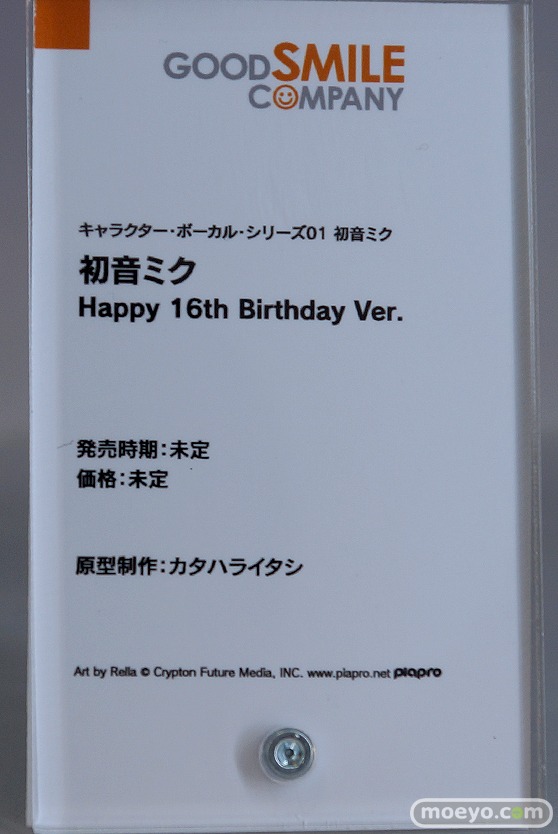 GOODSMILE
COMPANY
キャラクター・ボーカル・シリーズ01 初音ミク
初音ミク
Happy 16th Birthday Ver.
発売時期:未定
価格:未定
原型制作:カタハライタシ
Art by Rella © Crypton Future Media, INC. www.piapro.net piapro
moeyo.com